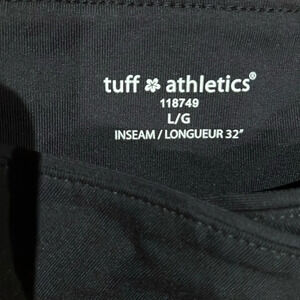 tuff athletics®
118749
L/G
INSEAM / LONGUEUR 32"